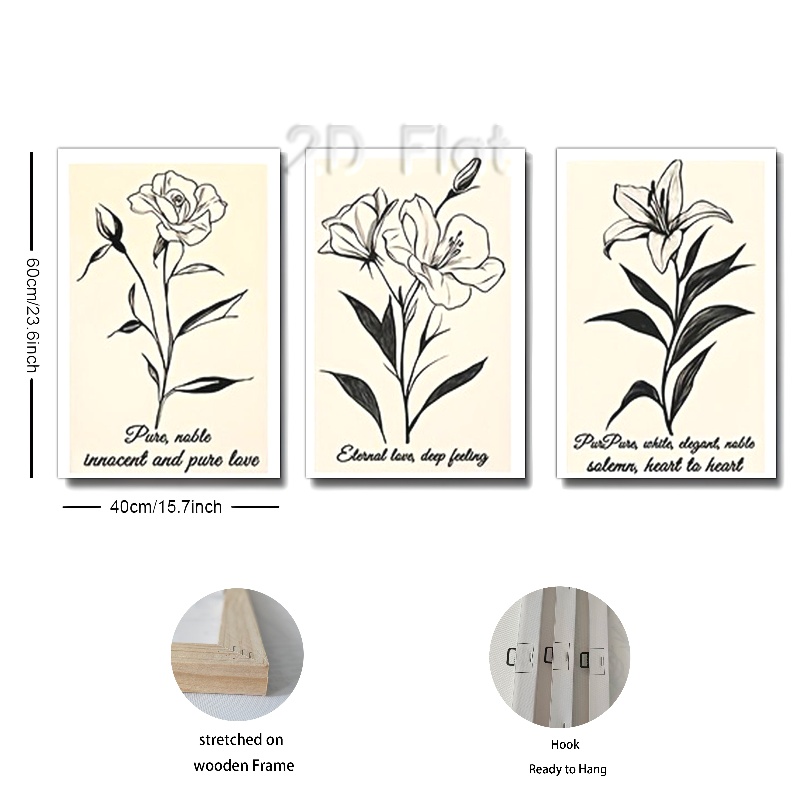 2D Flat
60cm/23.6inch
Pure, noble
innocent and pure love
Eternal love, deep feeling
PurPure, white, elegant, noble
solemn, heart to heart
40cm/15.7inch
stretched on
wooden Frame
Hook
Ready to Hang